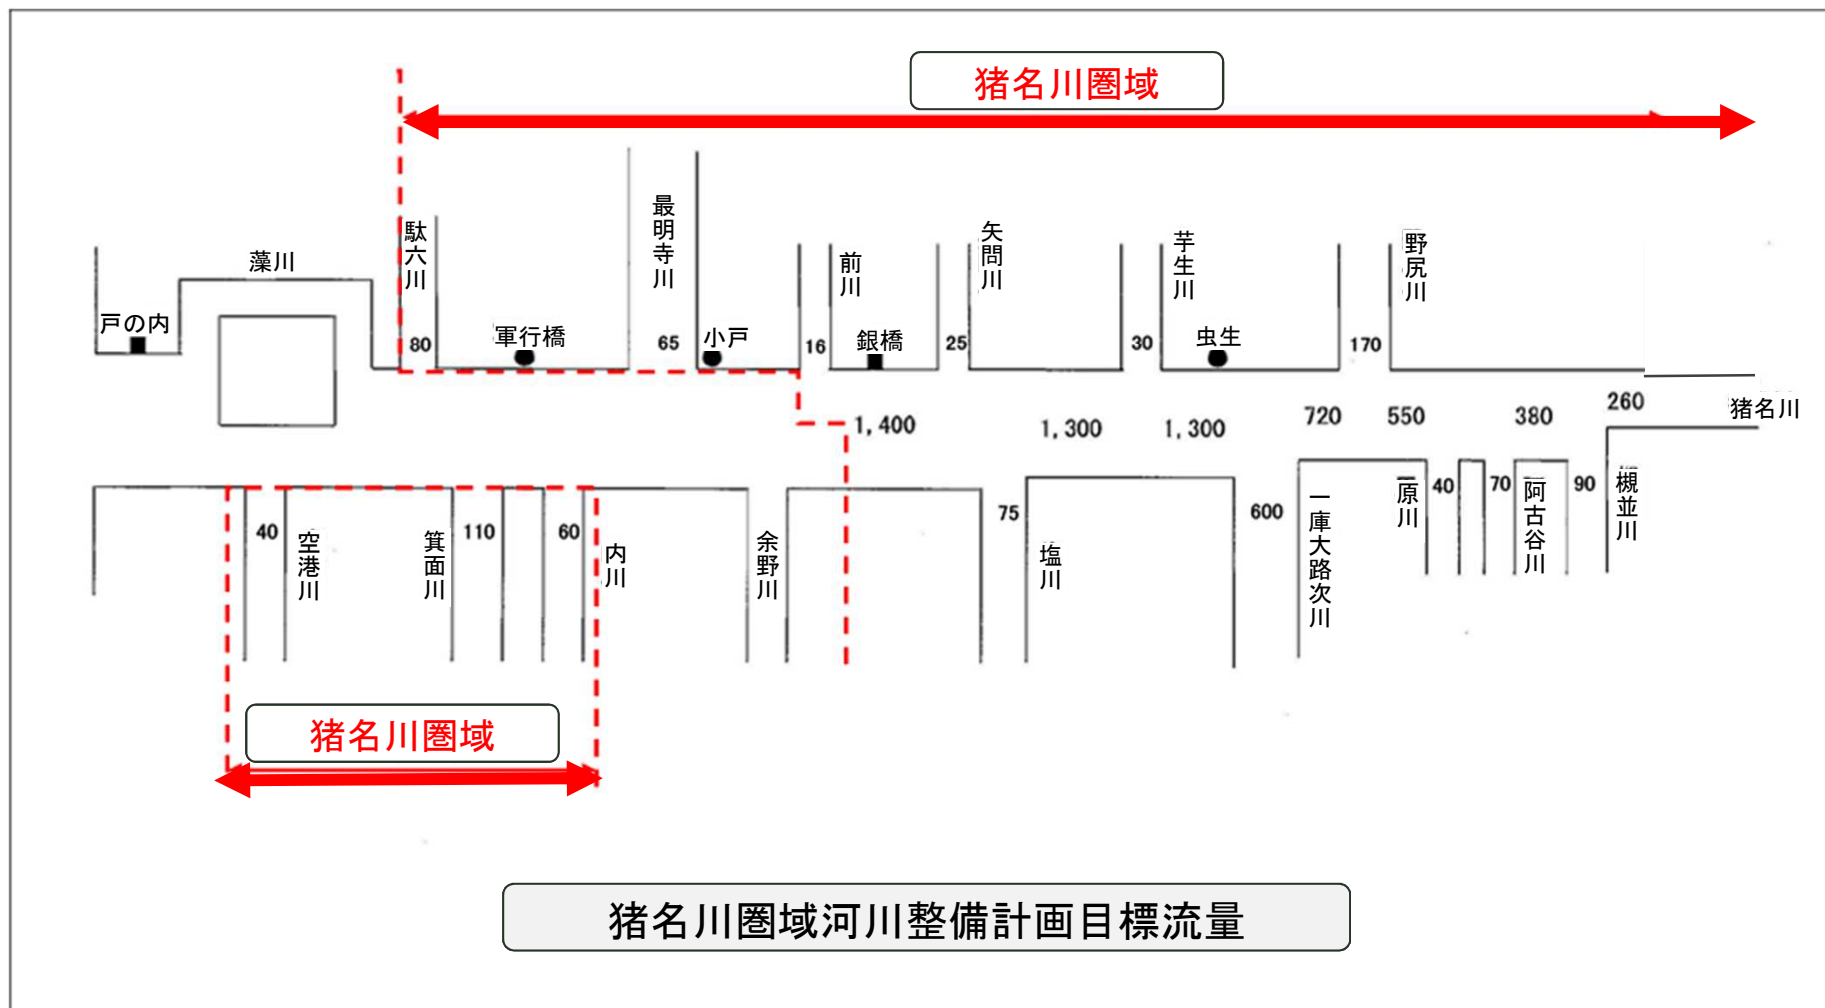 猪名川圏域
藻川
駄六川
最明寺川
前川
矢問川
芋生川
野尻川
戸の内
80
軍行橋
65
小戸
16
銀橋
25
30
虫生
170
1,400
1,300
1,300
720
550
380
260
猪名川
40
空港川
箕面川
110
60
内川
余野川
75
塩川
600
一庫大路次川
原川
40
70
阿古谷川
90
槻並川
猪名川圏域
猪名川圏域河川整備計画目標流量